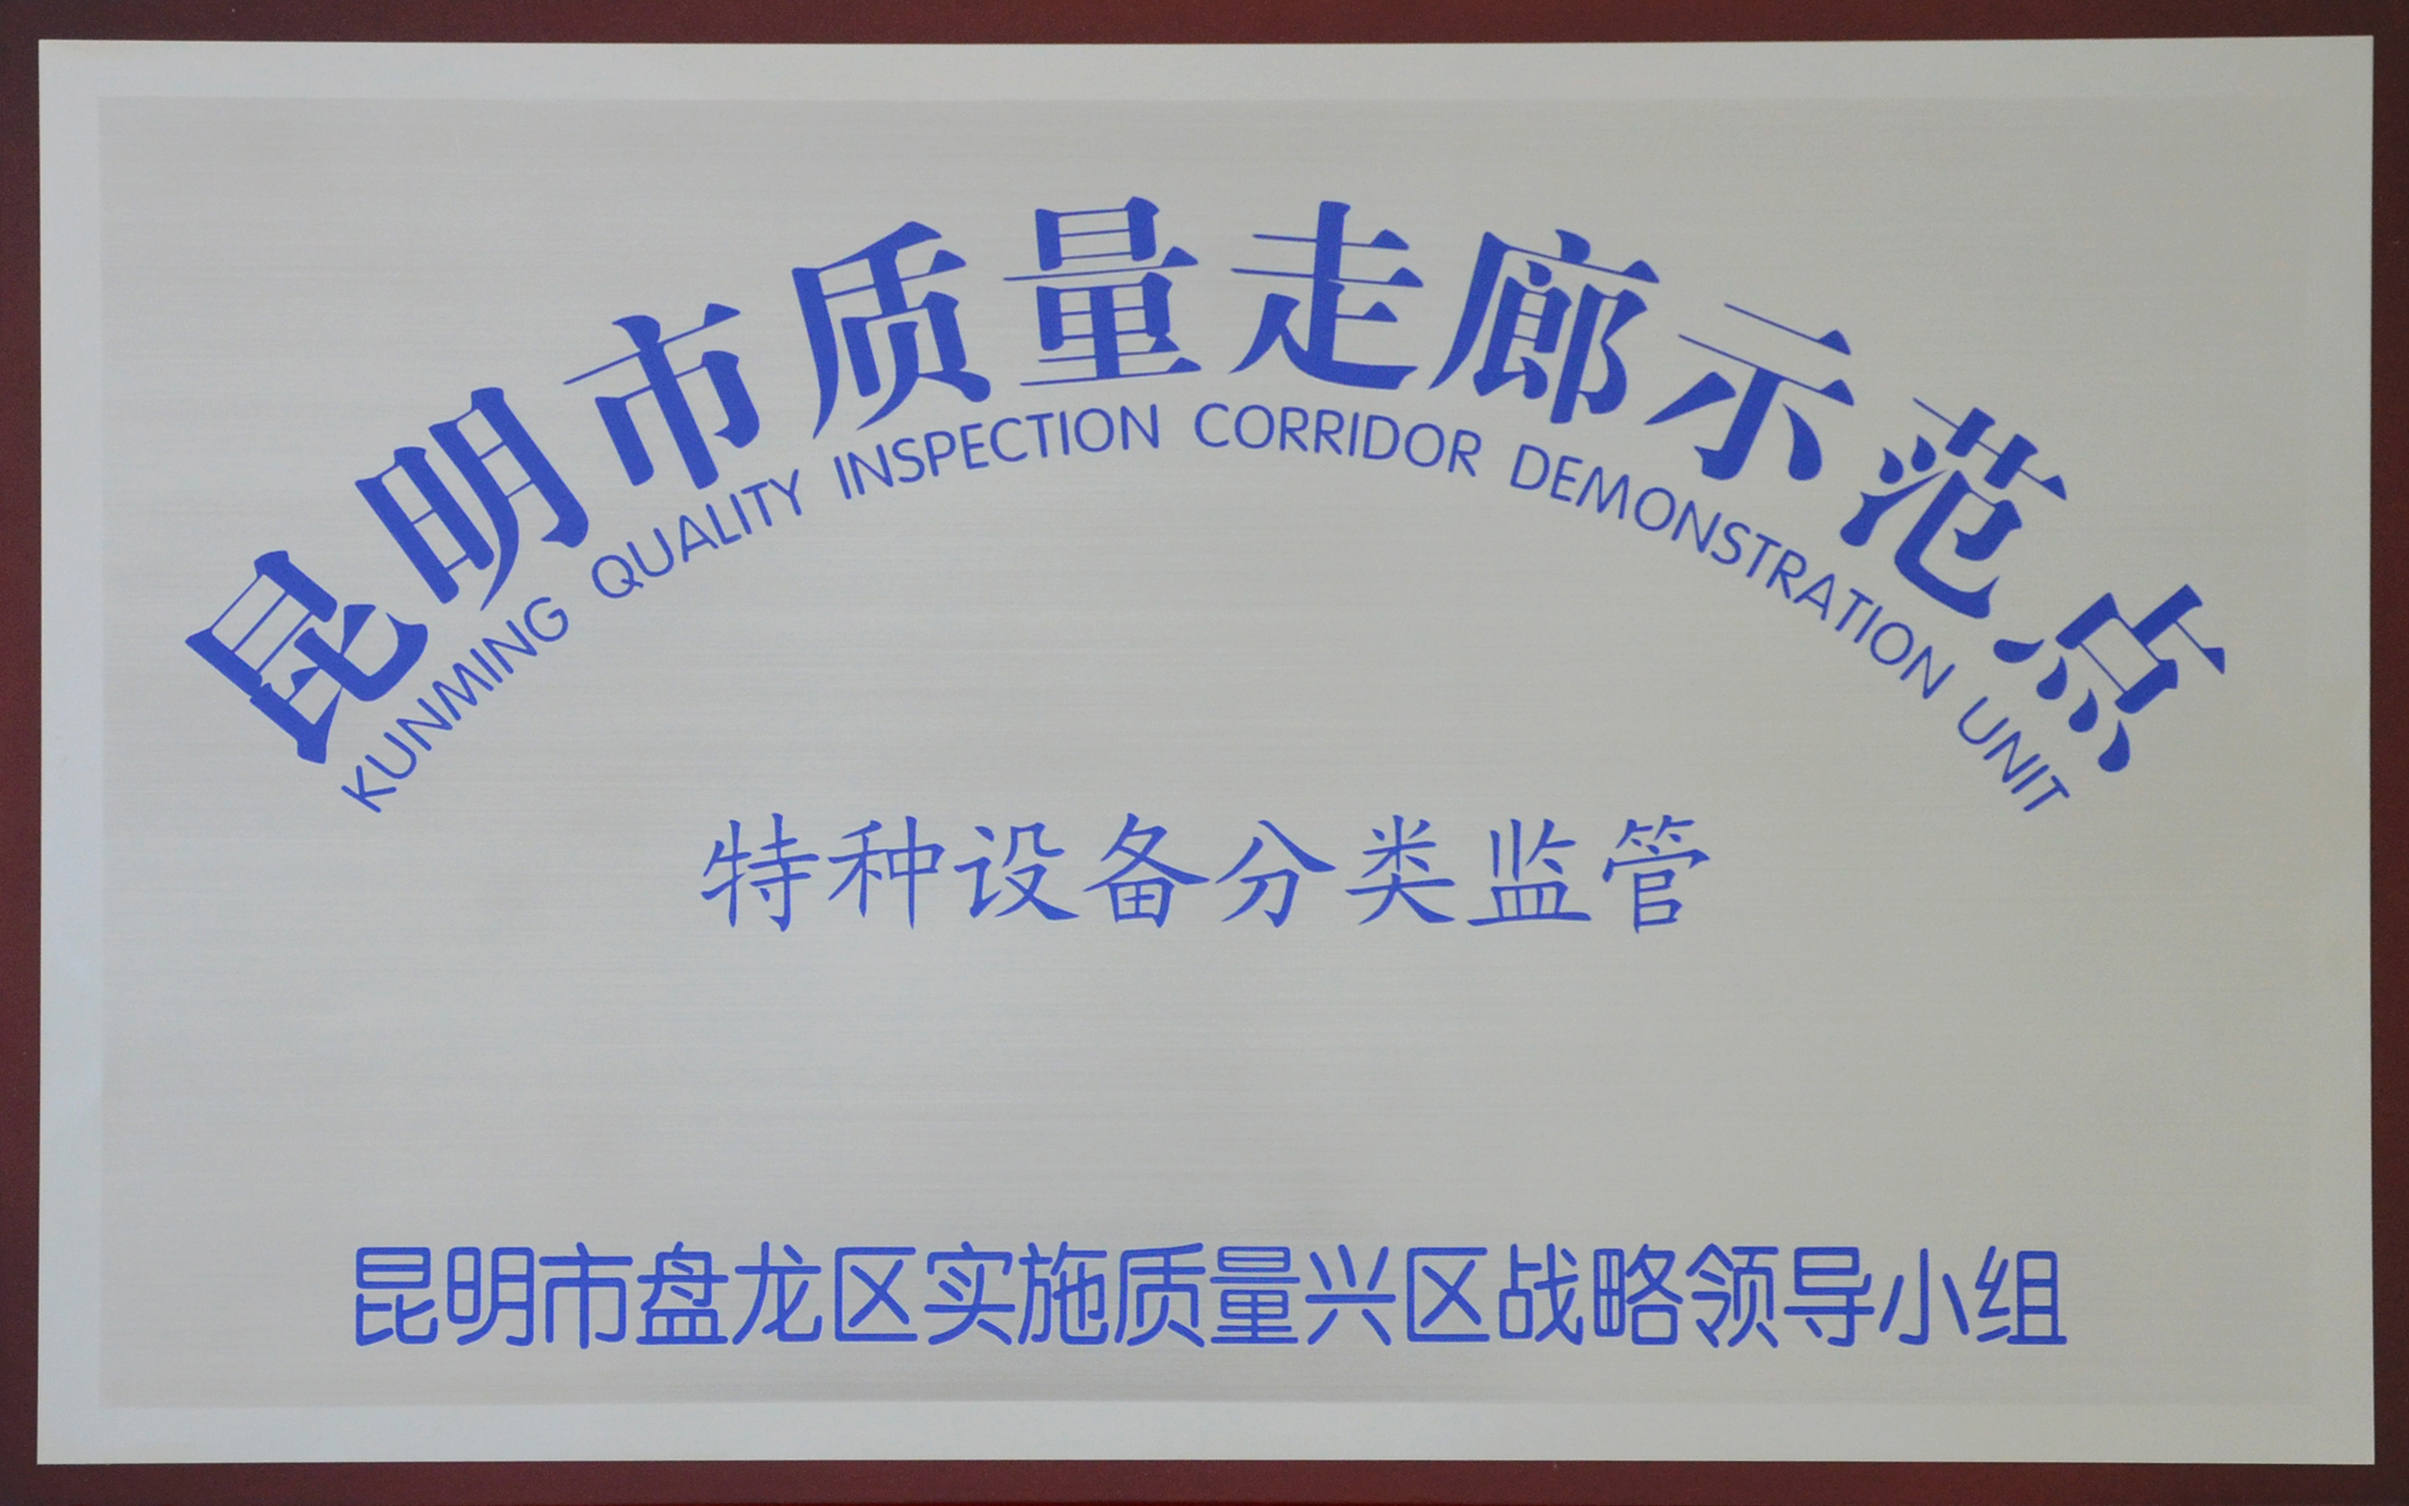 昆明市质量走廊示范点
KUNMING QUALITY INSPECTION CORRIDOR DEMONSTRATION UNIT
特种设备分类监管
昆明市盘龙区实施质量兴区战略领导小组